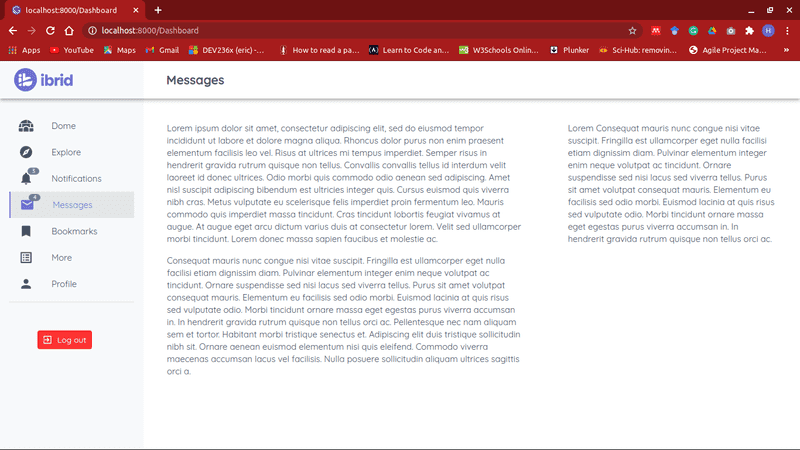 localhost:8000/Dashboard
localhost:8000/Dashboard
H
Apps
YouTube
Maps
Gmail
DEV236x (eric) -...
How to read a pa...
Learn to Code an...
W3Schools Onlin...
Plunker
Sci-Hub: removin...
Agile Project Ma...
»
ibrid
Messages
Dome
Explore
Notifications
4
Messages
Bookmarks
More
Profile
Log out
Lorem ipsum dolor sit amet, consectetur adipiscing elit, sed do eiusmod tempor
incididunt ut labore et dolore magna aliqua. Rhoncus dolor purus non enim praesent
elementum facilisis leo vel. Risus at ultrices mi tempus imperdiet. Semper risus in
hendrerit gravida rutrum quisque non tellus. Convallis convallis tellus id interdum velit
laoreet id donec ultrices. Odio morbi quis commodo odio aenean sed adipiscing. Amet
nisl suscipit adipiscing bibendum est ultricies integer quis. Cursus euismod quis viverra
nibh cras. Metus vulputate eu scelerisque felis imperdiet proin fermentum leo. Mauris
commodo quis imperdiet massa tincidunt. Cras tincidunt lobortis feugiat vivamus at
augue. At augue eget arcu dictum varius duis at consectetur lorem. Velit sed ullamcorper
morbi tincidunt. Lorem donec massa sapien faucibus et molestie ac.
Consequat mauris nunc congue nisi vitae suscipit. Fringilla est ullamcorper eget nulla
facilisi etiam dignissim diam. Pulvinar elementum integer enim neque volutpat ac
tincidunt. Ornare suspendisse sed nisi lacus sed viverra tellus. Purus sit amet volutpat
consequat mauris. Elementum eu facilisis sed odio morbi. Euismod lacinia at quis risus
sed vulputate odio. Morbi tincidunt ornare massa eget egestas purus viverra accumsan
in. In hendrerit gravida rutrum quisque non tellus orci ac. Pellentesque nec nam aliquam
sem et tortor. Habitant morbi tristique senectus et. Adipiscing elit duis tristique sollicitudin
nibh sit. Ornare aenean euismod elementum nisi quis eleifend. Commodo viverra
maecenas accumsan lacus vel facilisis. Nulla posuere sollicitudin aliquam ultrices sagittis
orci a.
Lorem Consequat mauris nunc congue nisi vitae
suscipit. Fringilla est ullamcorper eget nulla facilisi
etiam dignissim diam. Pulvinar elementum integer
enim neque volutpat ac tincidunt. Ornare
suspendisse sed nisi lacus sed viverra tellus. Purus
sit amet volutpat consequat mauris. Elementum eu
facilisis sed odio morbi. Euismod lacinia at quis risus
sed vulputate odio. Morbi tincidunt ornare massa
eget egestas purus viverra accumsan in. In
hendrerit gravida rutrum quisque non tellus orci ac.